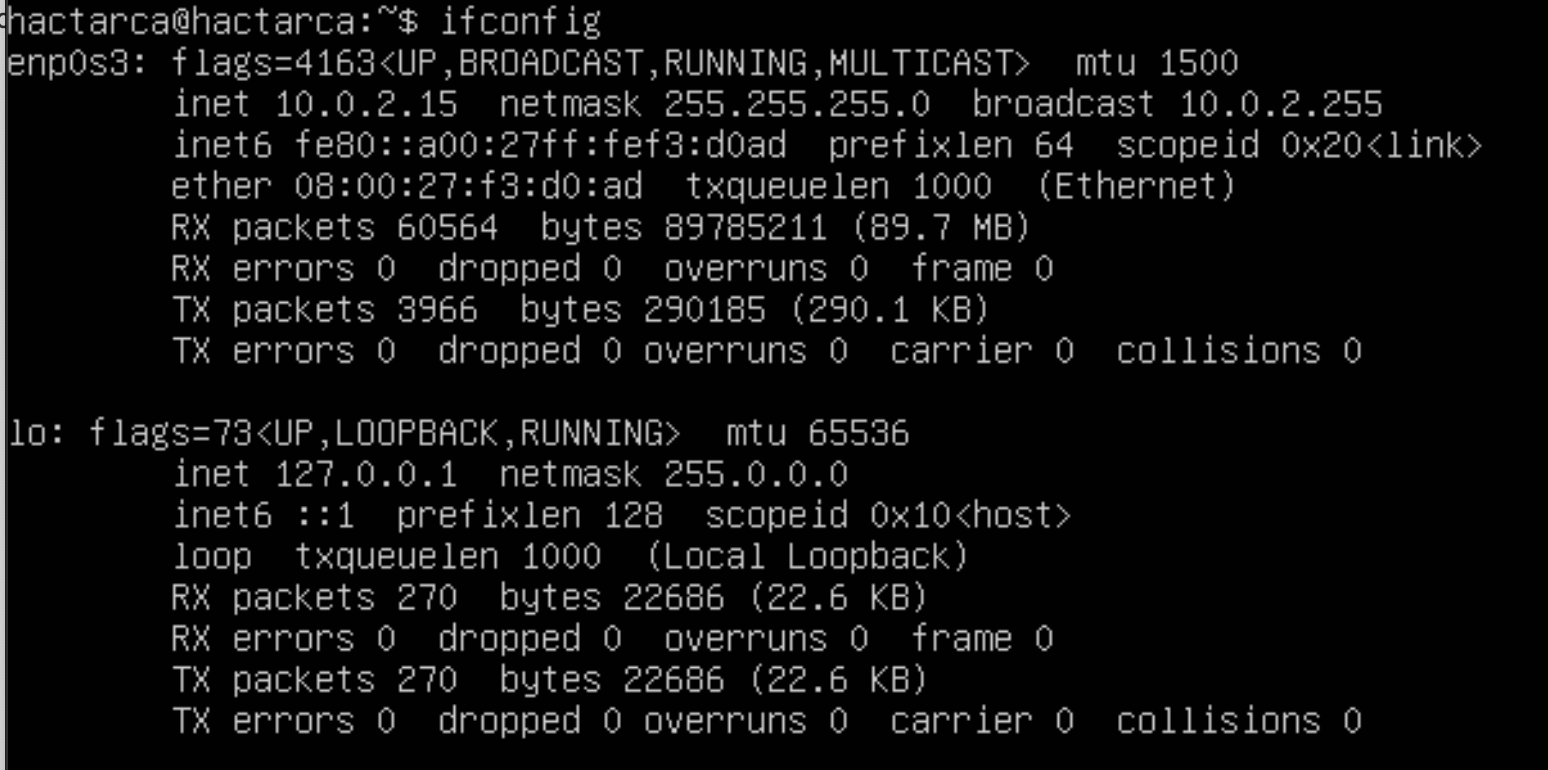 hactarca@hactarca:~$ ifconfig
enp0s3: flags=4163<UP,BROADCAST,RUNNING,MULTICAST>  mtu 1500
        inet 10.0.2.15  netmask 255.255.255.0  broadcast 10.0.2.255
        inet6 fe80::a00:27ff:fef3:d0ad  prefixlen 64  scopeid 0x20<link>
        ether 08:00:27:f3:d0:ad  txqueuelen 1000  (Ethernet)
        RX packets 60564  bytes 89785211 (89.7 MB)
        RX errors 0  dropped 0  overruns 0  frame 0
        TX packets 3966  bytes 290185 (290.1 KB)
        TX errors 0  dropped 0 overruns 0  carrier 0  collisions 0

lo: flags=73<UP,LOOPBACK,RUNNING>  mtu 65536
        inet 127.0.0.1  netmask 255.0.0.0
        inet6 ::1  prefixlen 128  scopeid 0x10<host>
        loop  txqueuelen 1000  (Local Loopback)
        RX packets 270  bytes 22686 (22.6 KB)
        RX errors 0  dropped 0  overruns 0  frame 0
        TX packets 270  bytes 22686 (22.6 KB)
        TX errors 0  dropped 0 overruns 0  carrier 0  collisions 0